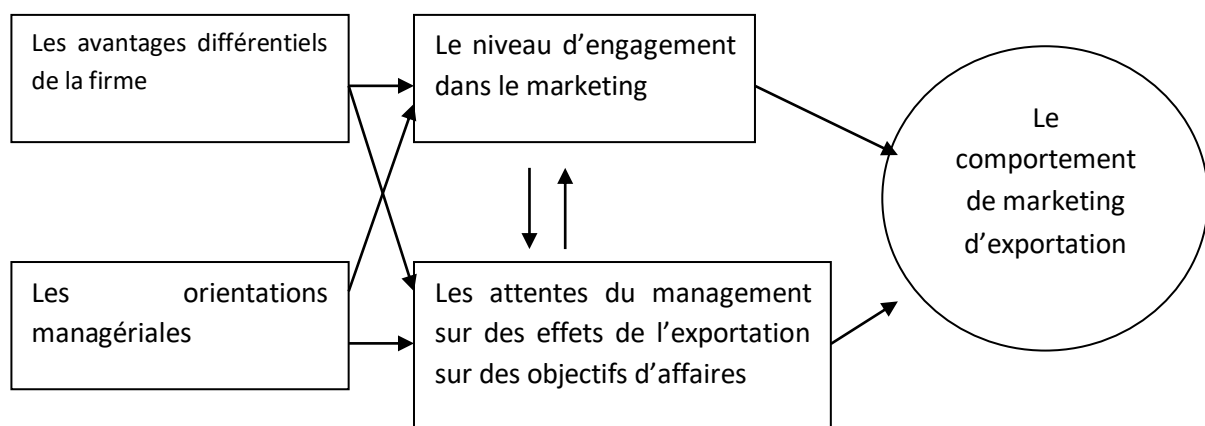 Les avantages différentiels
de la firme
Le niveau d’engagement
dans le marketing
Le
comportement
de marketing
d’exportation
Les orientations
managériales
Les attentes du management
sur des effets de l’exportation
sur des objectifs d’affaires